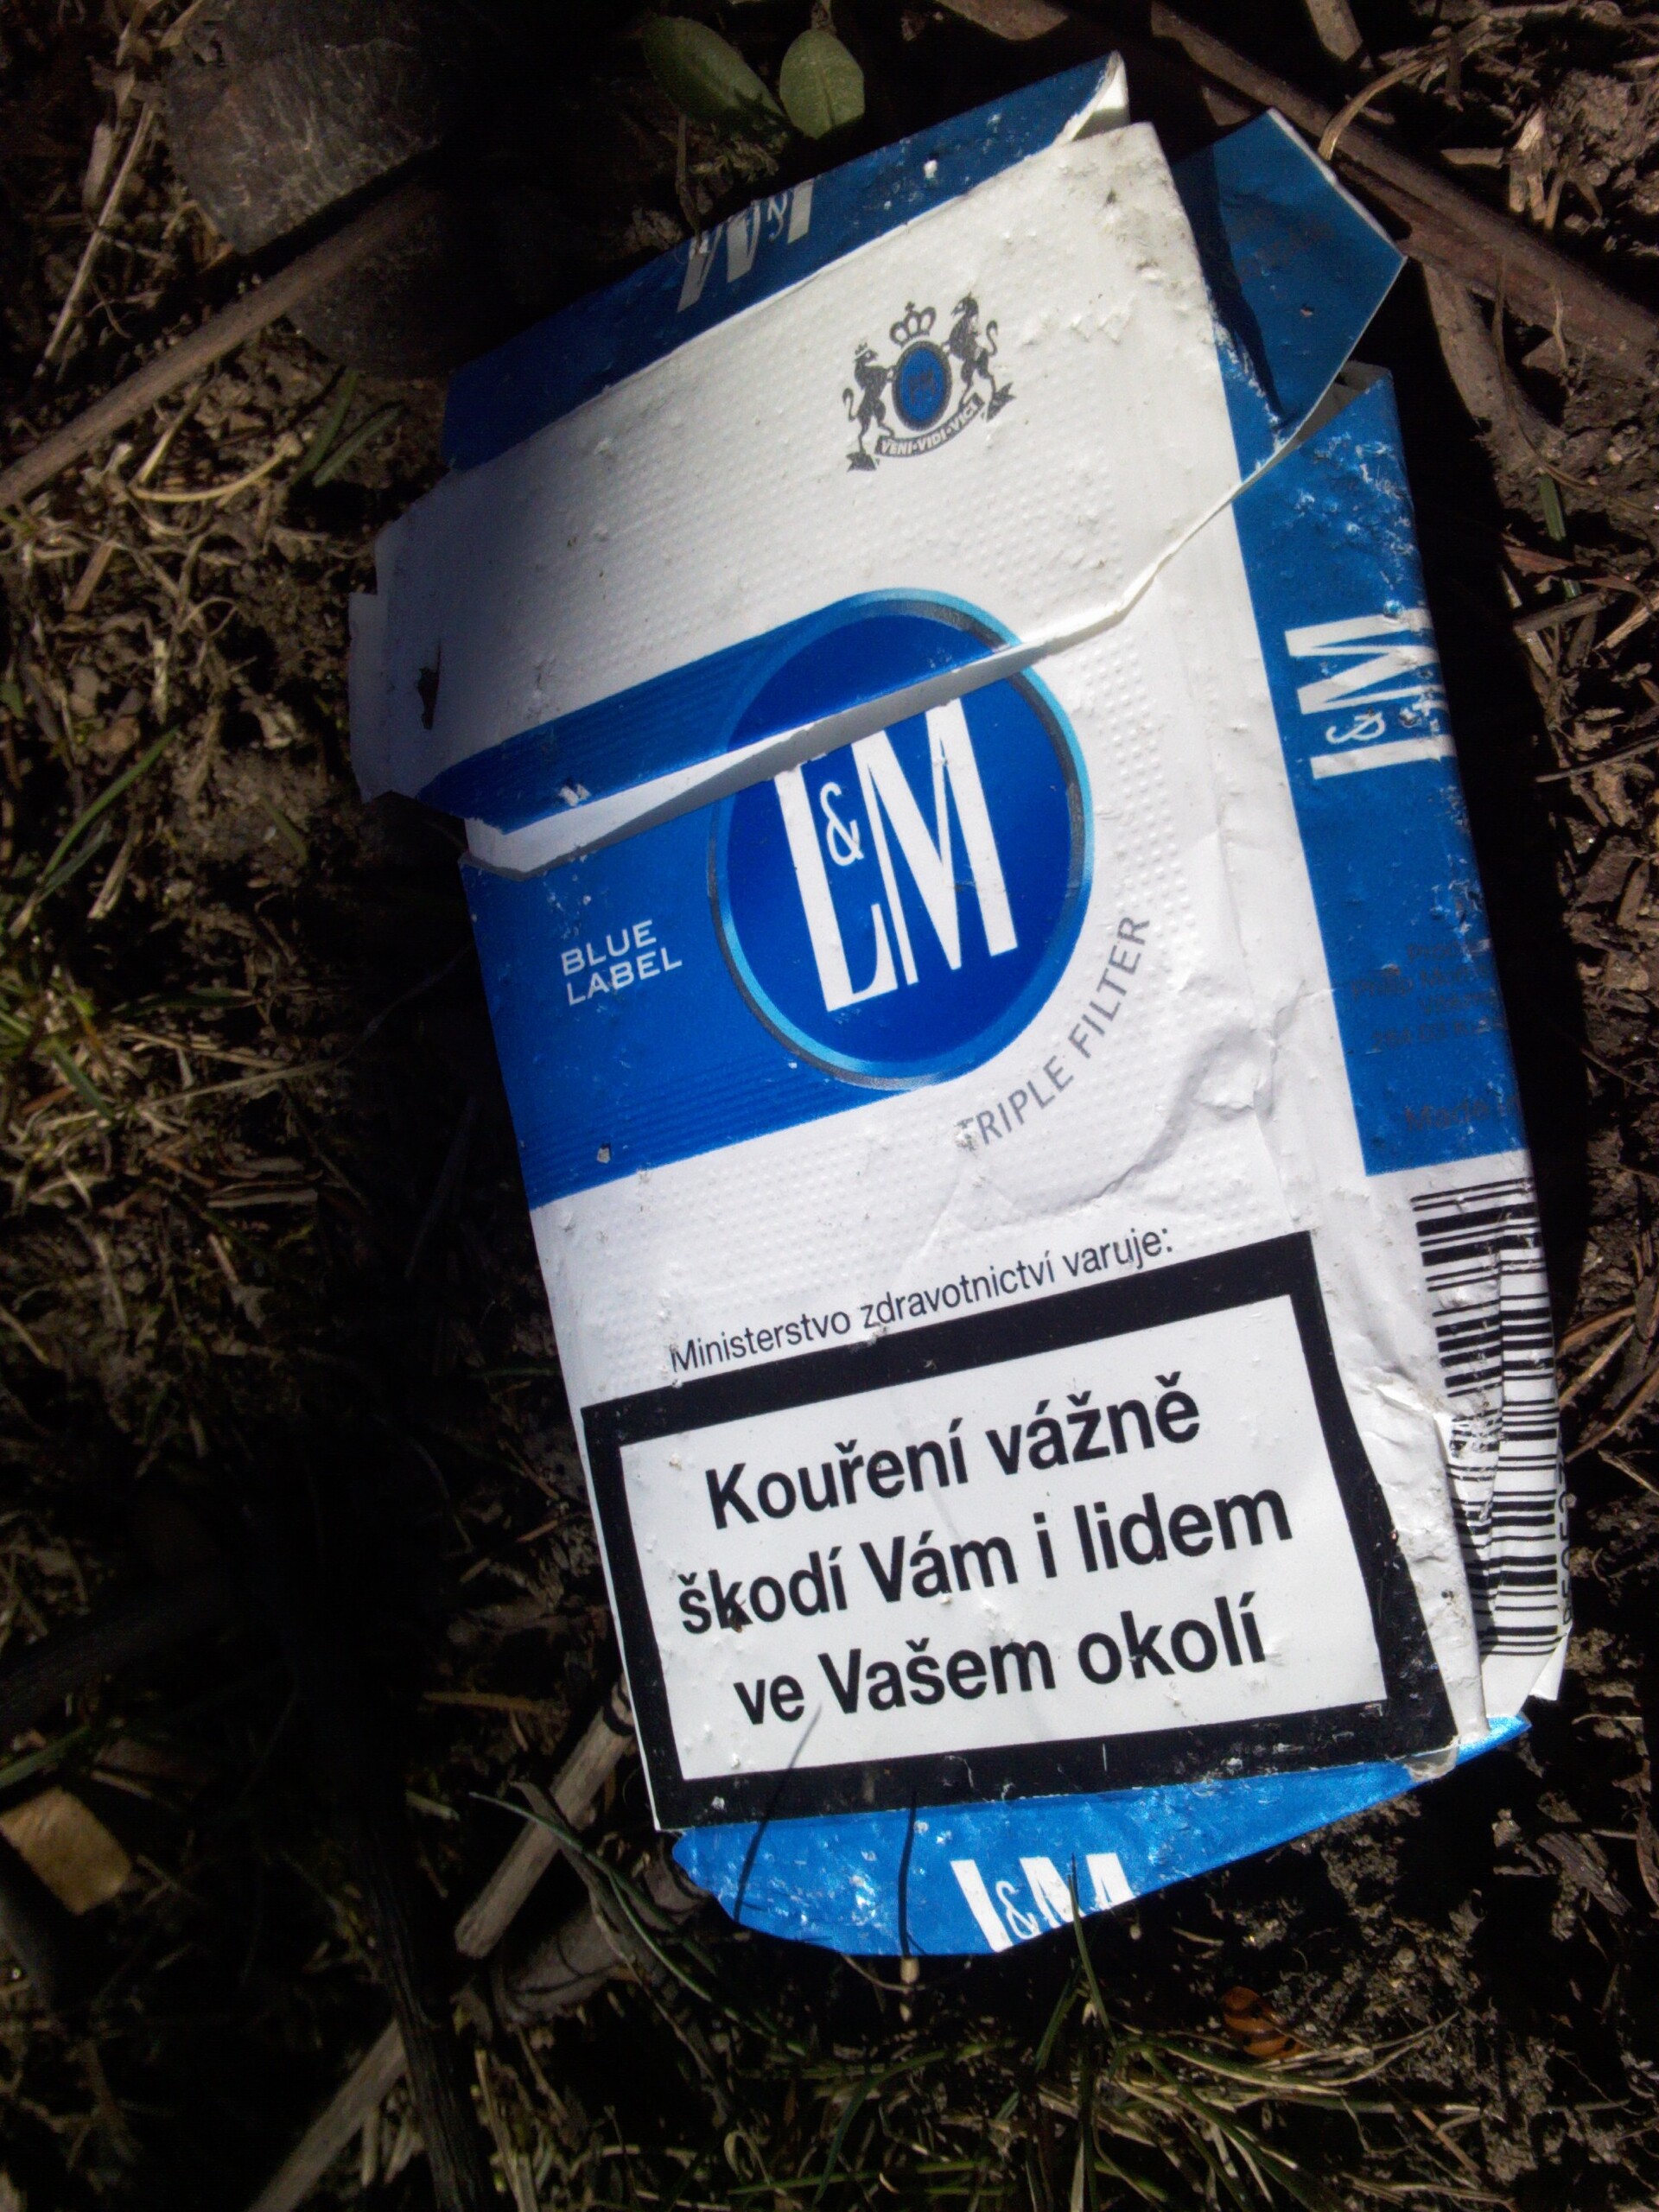 L&M
VENI·VIDI·VICI
L&M
BLUE
LABEL
TRIPLE FILTER
L&M
Ministerstvo zdravotnictví varuje:
Kouření vážně
škodí Vám i lidem
ve Vašem okolí
L&M